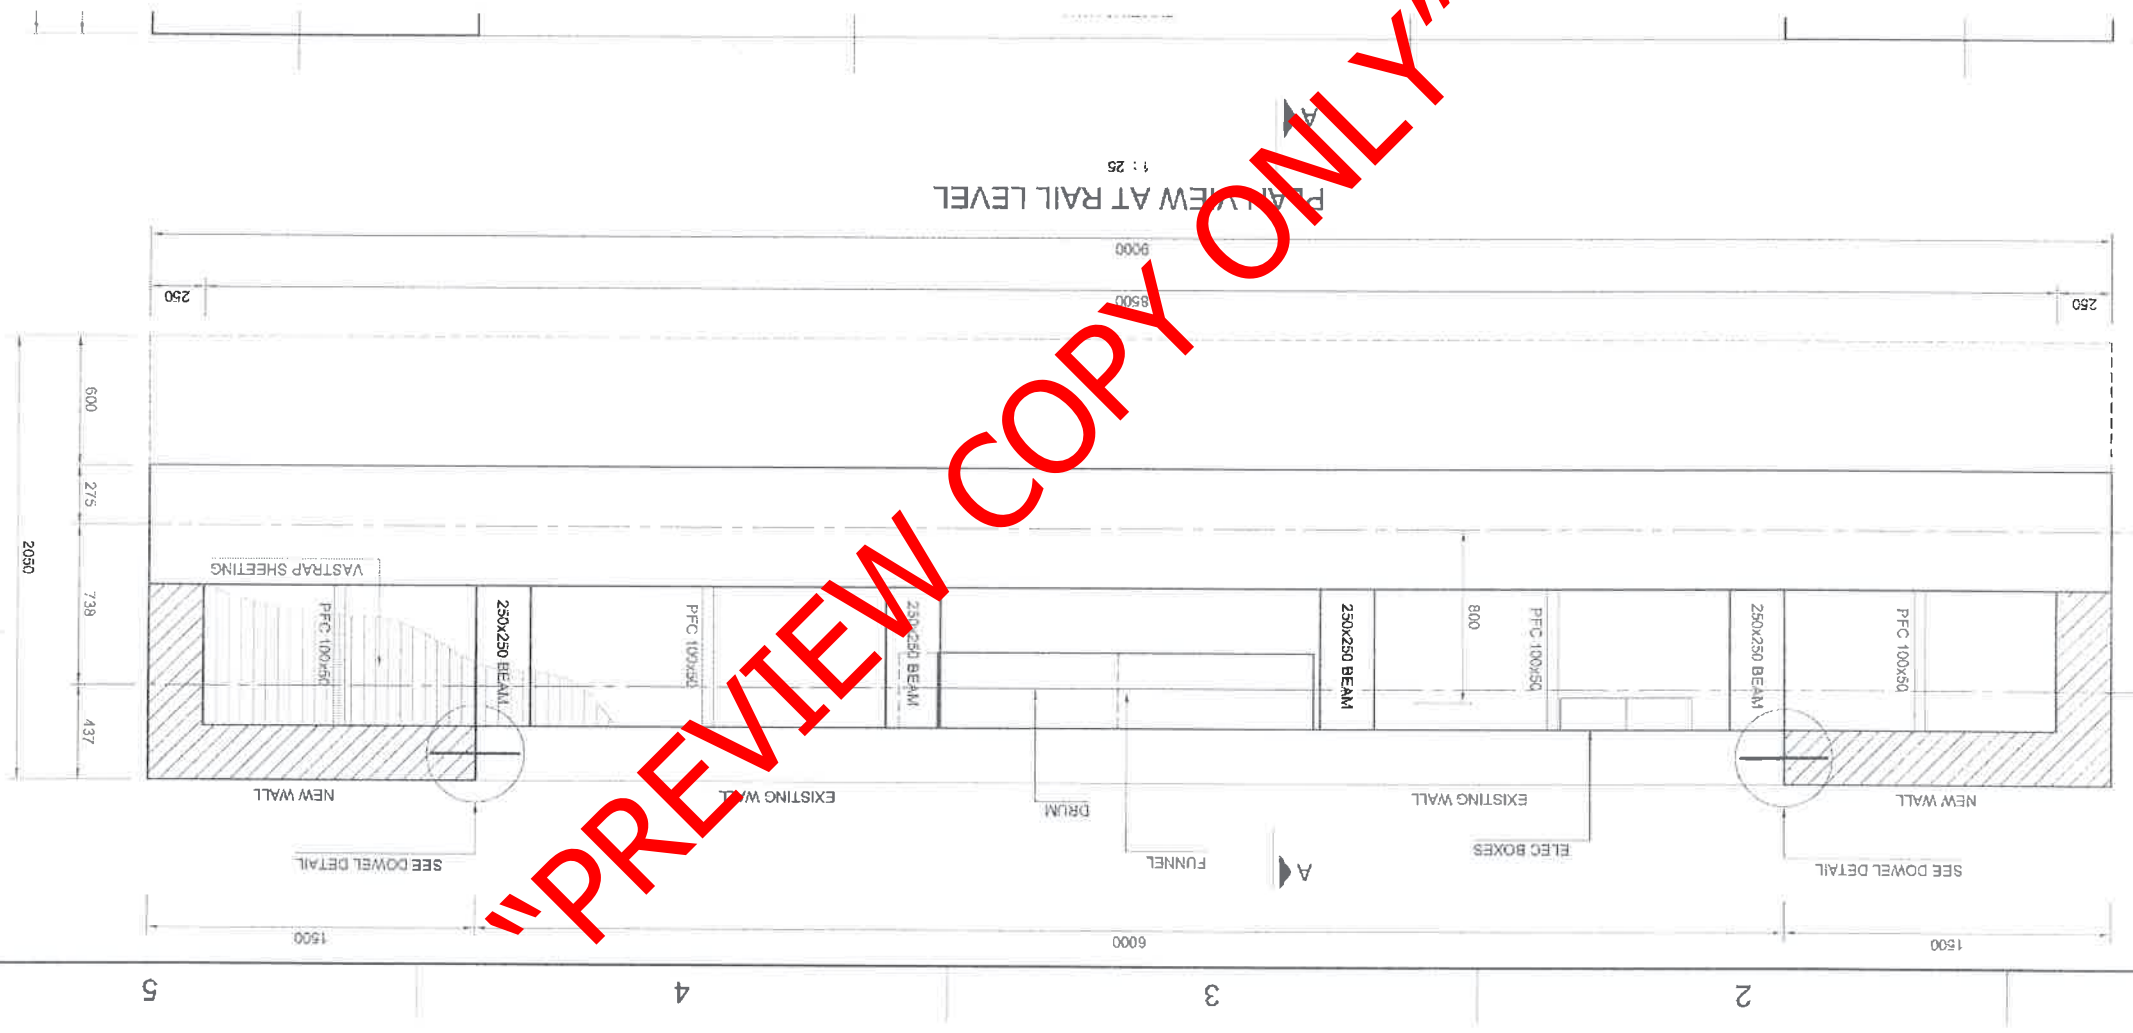 2
3
4
5
1500
6000
1500
SEE DOWEL DETAIL
ELEC BOXES
A
FUNNEL
DRUM
SEE DOWEL DETAIL
NEW WALL
EXISTING WALL
EXISTING WALL
NEW WALL
PFC 100x50
250x250 BEAM
PFC 100x50
800
250x250 BEAM
250x250 BEAM
PFC 100x50
250x250 BEAM
PFC 100x50
VASTRAP SHEETING
437
738
275
600
2050
250
8500
250
9000
PLAN VIEW AT RAIL LEVEL
1 : 25
A
"PREVIEW COPY ONLY"